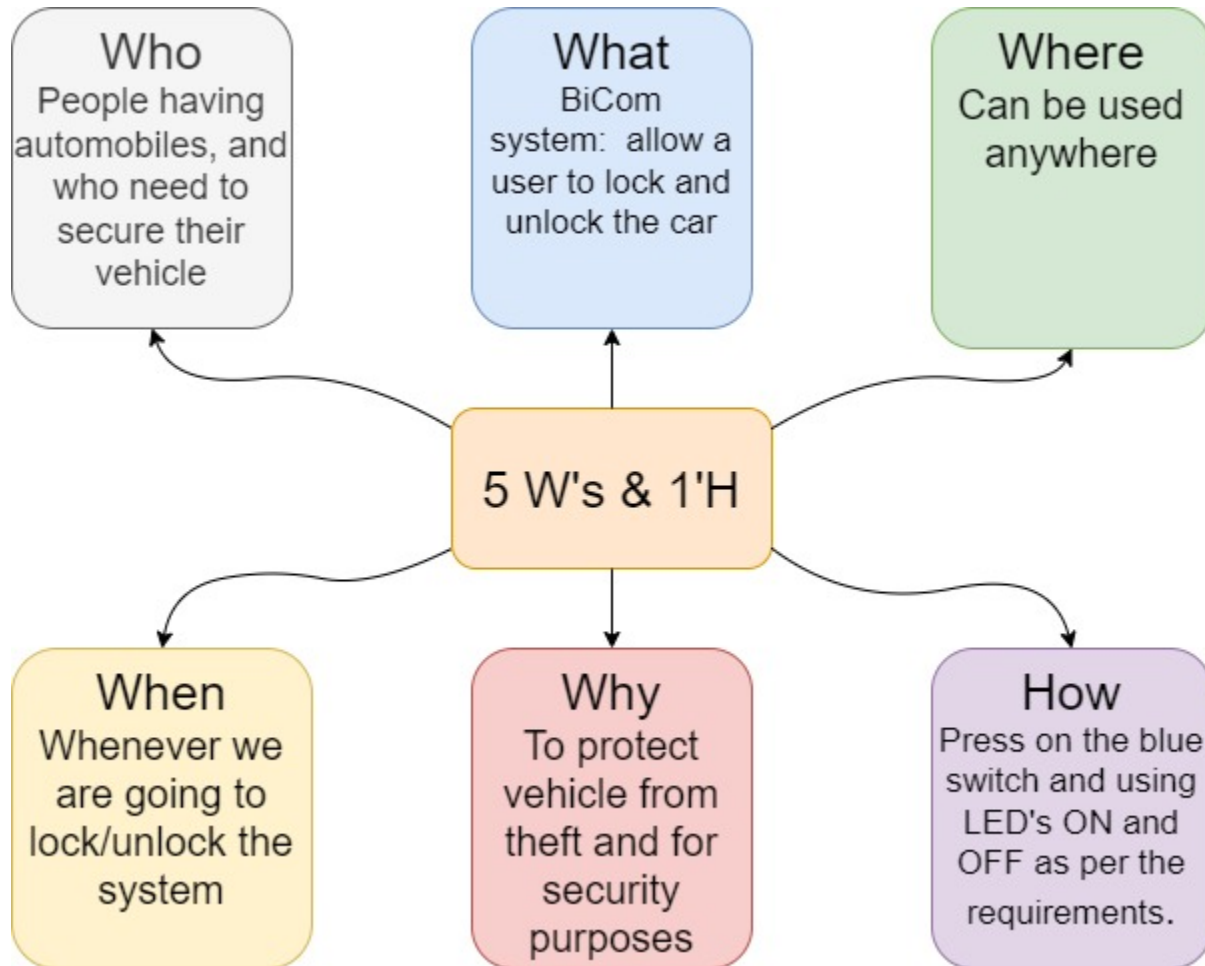 Who
People having
automobiles, and
who need to
secure their
vehicle
What
BiCom
system:  allow a
user to lock and
unlock the car
Where
Can be used
anywhere
5 W's & 1'H
When
Whenever we
are going to
lock/unlock the
system
Why
To protect
vehicle from
theft and for
security
purposes
How
Press on the blue
switch and using
LED's ON and
OFF as per the
requirements.